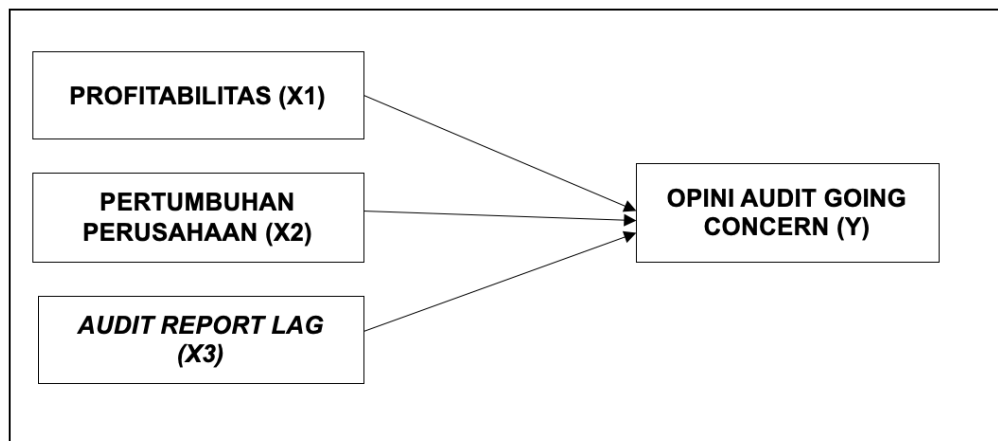 PROFITABILITAS (X1)
PERTUMBUHAN
PERUSAHAAN (X2)
AUDIT REPORT LAG
(X3)
OPINI AUDIT GOING
CONCERN (Y)